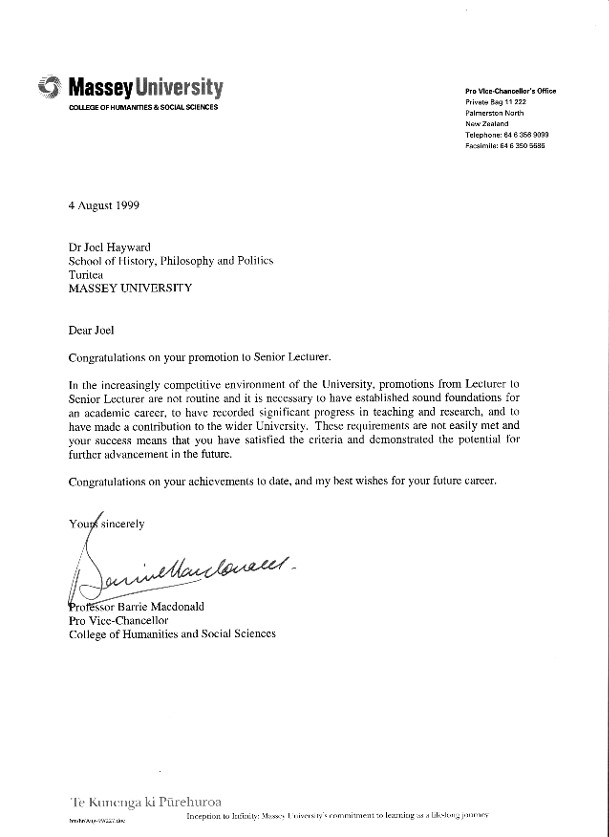 Massey University
COLLEGE OF HUMANITIES & SOCIAL SCIENCES
Pro Vice-Chancellor's Office
Private Bag 11 222
Palmerston North
New Zealand
Telephone: 64 6 356 9099
Facsimile: 64 6 350 5686
4 August 1999
Dr Joel Hayward
School of History, Philosophy and Politics
Turitea
MASSEY UNIVERSITY
Dear Joel
Congratulations on your promotion to Senior Lecturer.
In the increasingly competitive environment of the University, promotions from Lecturer to
Senior Lecturer are not routine and it is necessary to have established sound foundations for
an academic career, to have recorded significant progress in teaching and research, and to
have made a contribution to the wider University. These requirements are not easily met and
your success means that you have satisfied the criteria and demonstrated the potential for
further advancement in the future.
Congratulations on your achievements to date, and my best wishes for your future career.
Yours sincerely
Barrie Macdonald
Professor Barrie Macdonald
Pro Vice-Chancellor
College of Humanities and Social Sciences
Te Kunenga ki Pūrehuroa
Inception to Infinity: Massey University's commitment to learning as a life-long journey